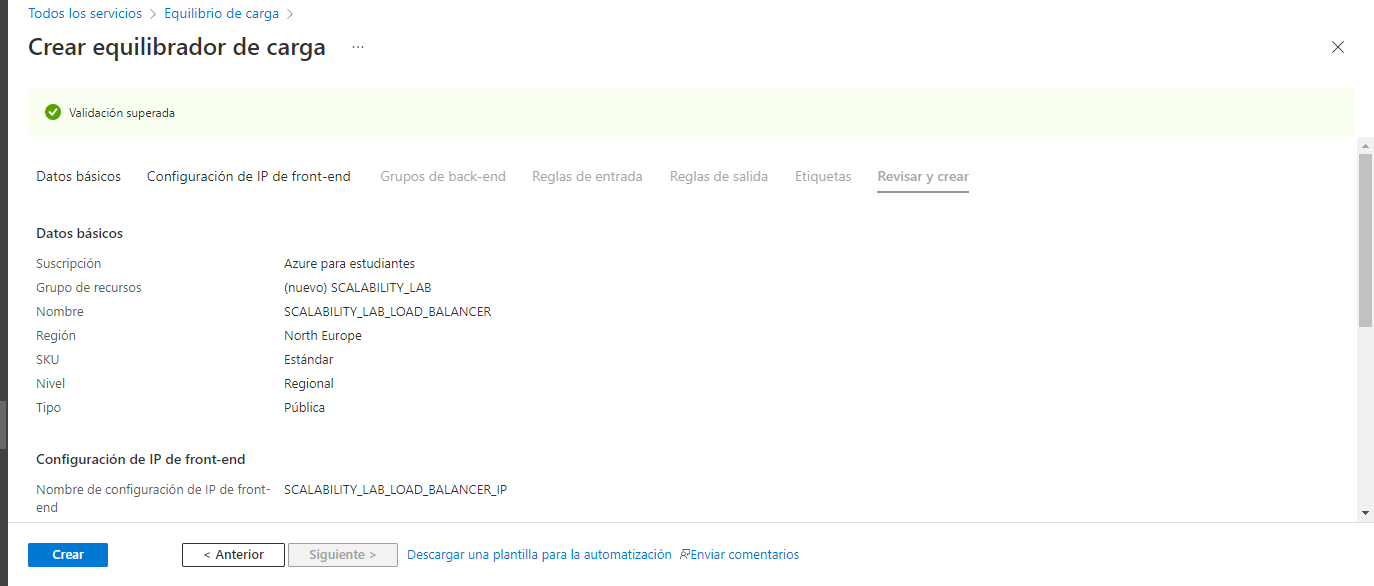 Todos los servicios > Equilibrio de carga >
Crear equilibrador de carga ...
Validación superada
Datos básicos Configuración de IP de front-end Grupos de back-end Reglas de entrada Reglas de salida Etiquetas Revisar y crear
Datos básicos
Suscripción Azure para estudiantes
Grupo de recursos (nuevo) SCALABILITY_LAB
Nombre SCALABILITY_LAB_LOAD_BALANCER
Región North Europe
SKU Estándar
Nivel Regional
Tipo Pública
Configuración de IP de front-end
Nombre de configuración de IP de front- SCALABILITY_LAB_LOAD_BALANCER_IP
end
Crear < Anterior Siguiente > Descargar una plantilla para la automatización Enviar comentarios